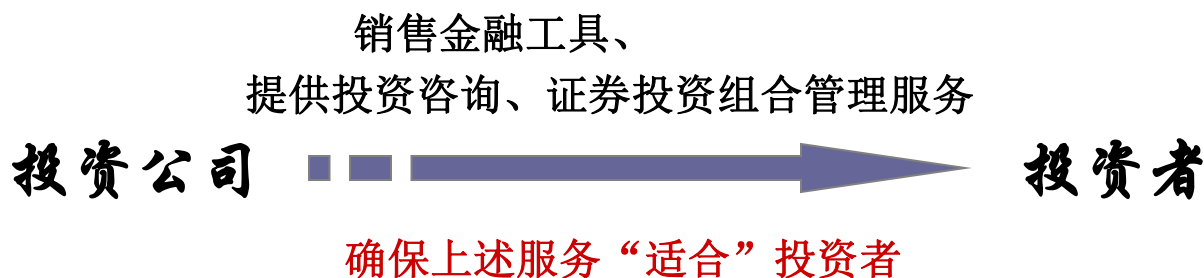 销售金融工具、
提供投资咨询、证券投资组合管理服务
投资公司
投资者
确保上述服务“适合”投资者